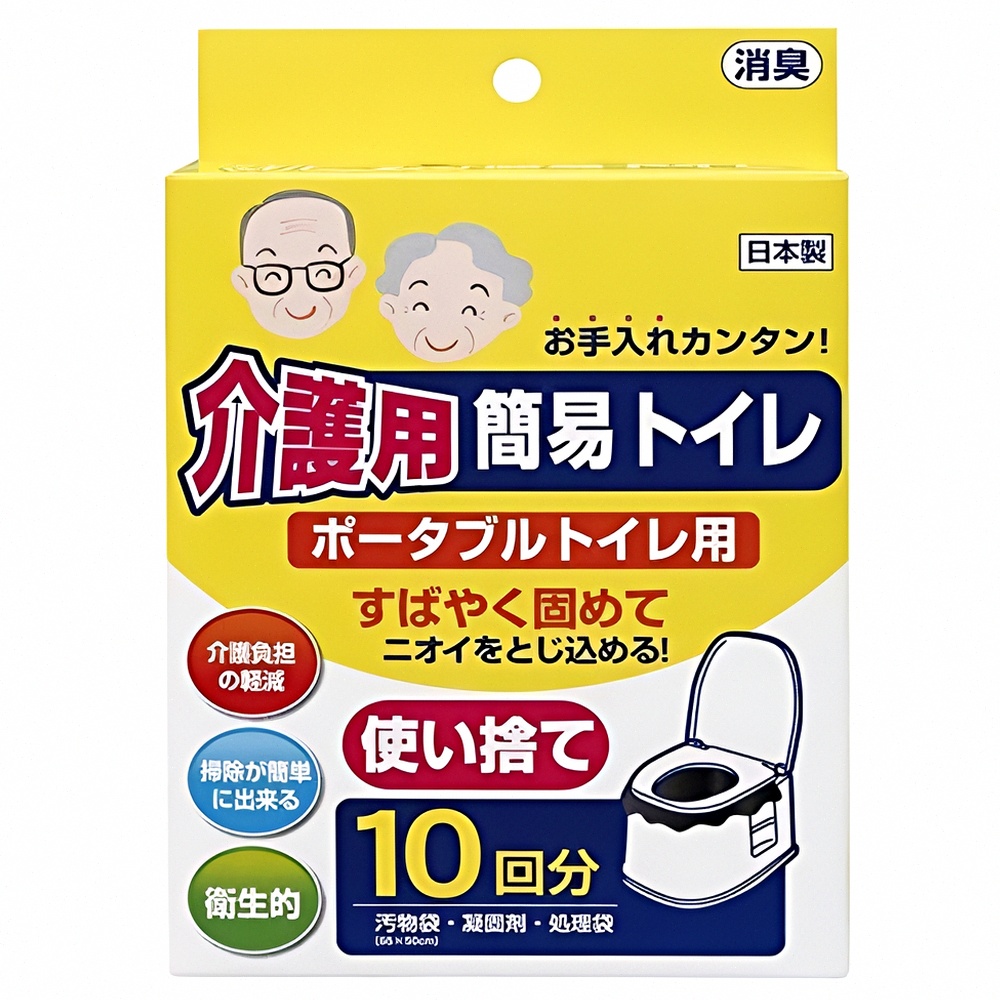 消臭
日本製
お手入れカンタン!
介護用 簡易トイレ
ポータブルトイレ用
すばやく固めて
ニオイをとじ込める!
介護負担
の軽減
掃除が簡単
に出来る
衛生的
使い捨て
10回分
汚物袋・凝固剤・処理袋